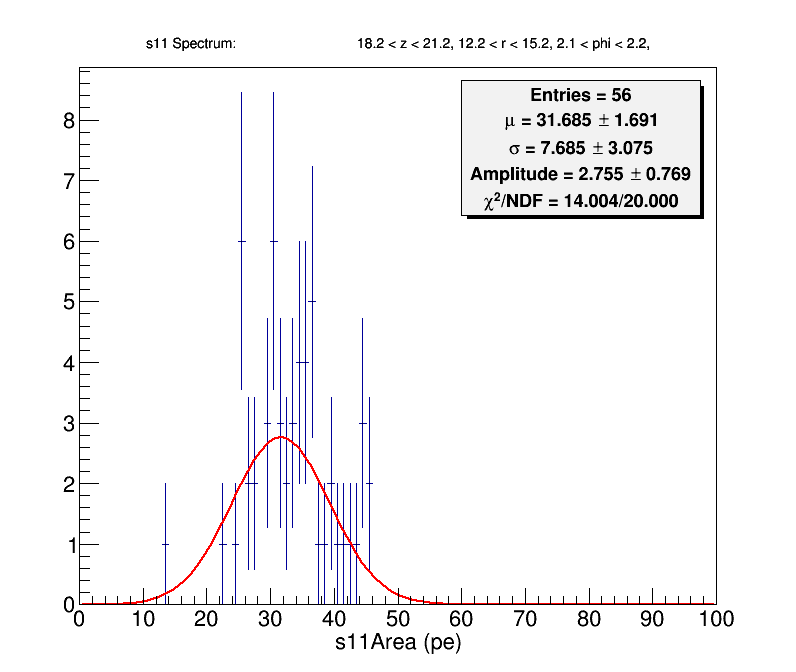 s11 Spectrum: 18.2 < z < 21.2, 12.2 < r < 15.2, 2.1 < phi < 2.2,
Entries = 56
μ = 31.685 ± 1.691
σ = 7.685 ± 3.075
Amplitude = 2.755 ± 0.769
χ²/NDF = 14.004/20.000
8
7
6
5
4
3
2
1
0
0 10 20 30 40 50 60 70 80 90 100
s11Area (pe)